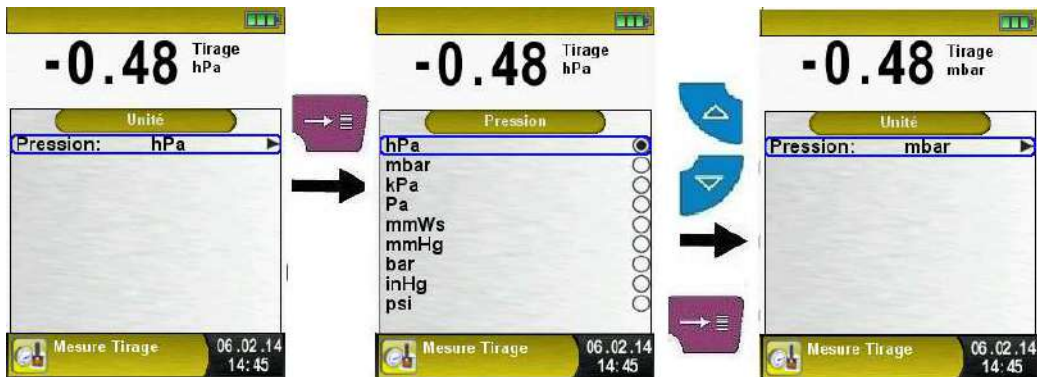 -0.48 Tirage
hPa
Unité
Pression: hPa
Mesure Tirage 06.02.14
14:45
-0.48 Tirage
hPa
Pression
hPa
mbar
kPa
Pa
mmWs
mmHg
bar
inHg
psi
Mesure Tirage 06.02.14
14:45
-0.48 Tirage
mbar
Unité
Pression: mbar
Mesure Tirage 06.02.14
14:45